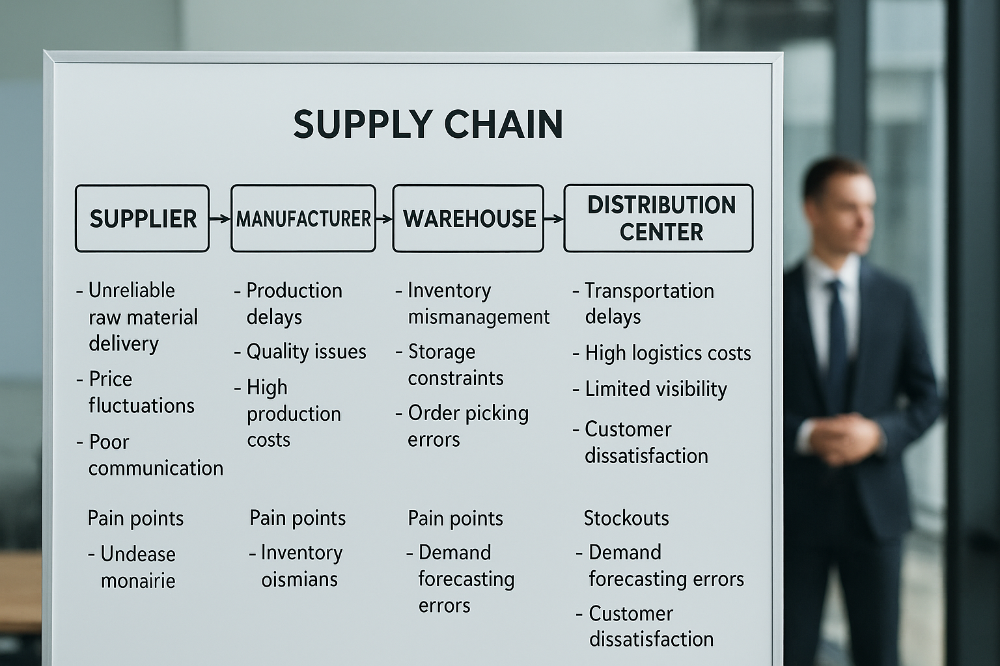 SUPPLY CHAIN
SUPPLIER
MANUFACTURER
WAREHOUSE
DISTRIBUTION
CENTER
- Unreliable
raw material
delivery
- Price
fluctuations
- Poor
communication
- Production
delays
- Quality issues
- High
production
costs
- Inventory
mismanagement
- Storage
constraints
- Order picking
errors
- Transportation
delays
- High logistics costs
- Limited visibility
- Customer
dissatisfaction
Pain points
- Undease
monairie
Pain points
- Inventory
oismians
Pain points
- Demand
forecasting
errors
Stockouts
- Demand
forecasting errors
- Customer
dissatisfaction